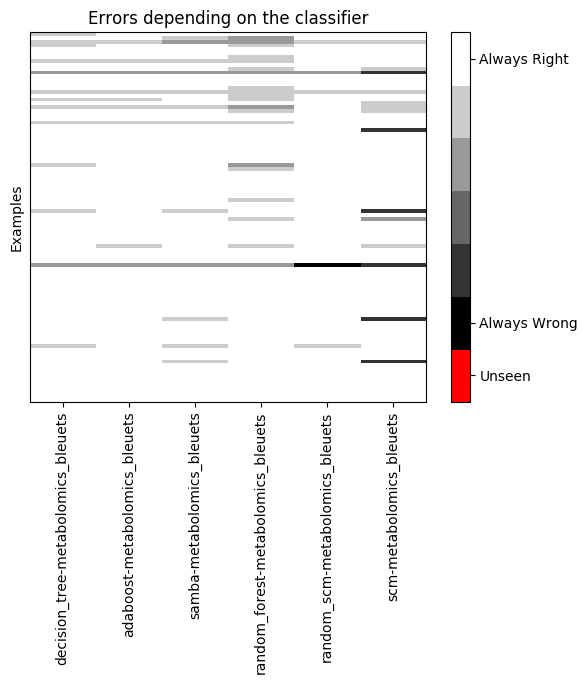 Errors depending on the classifier
Always Right
Always Wrong
Unseen
Examples
decision_tree-metabolomics_bleuets
adaboost-metabolomics_bleuets
samba-metabolomics_bleuets
random_forest-metabolomics_bleuets
random_scm-metabolomics_bleuets
scm-metabolomics_bleuets